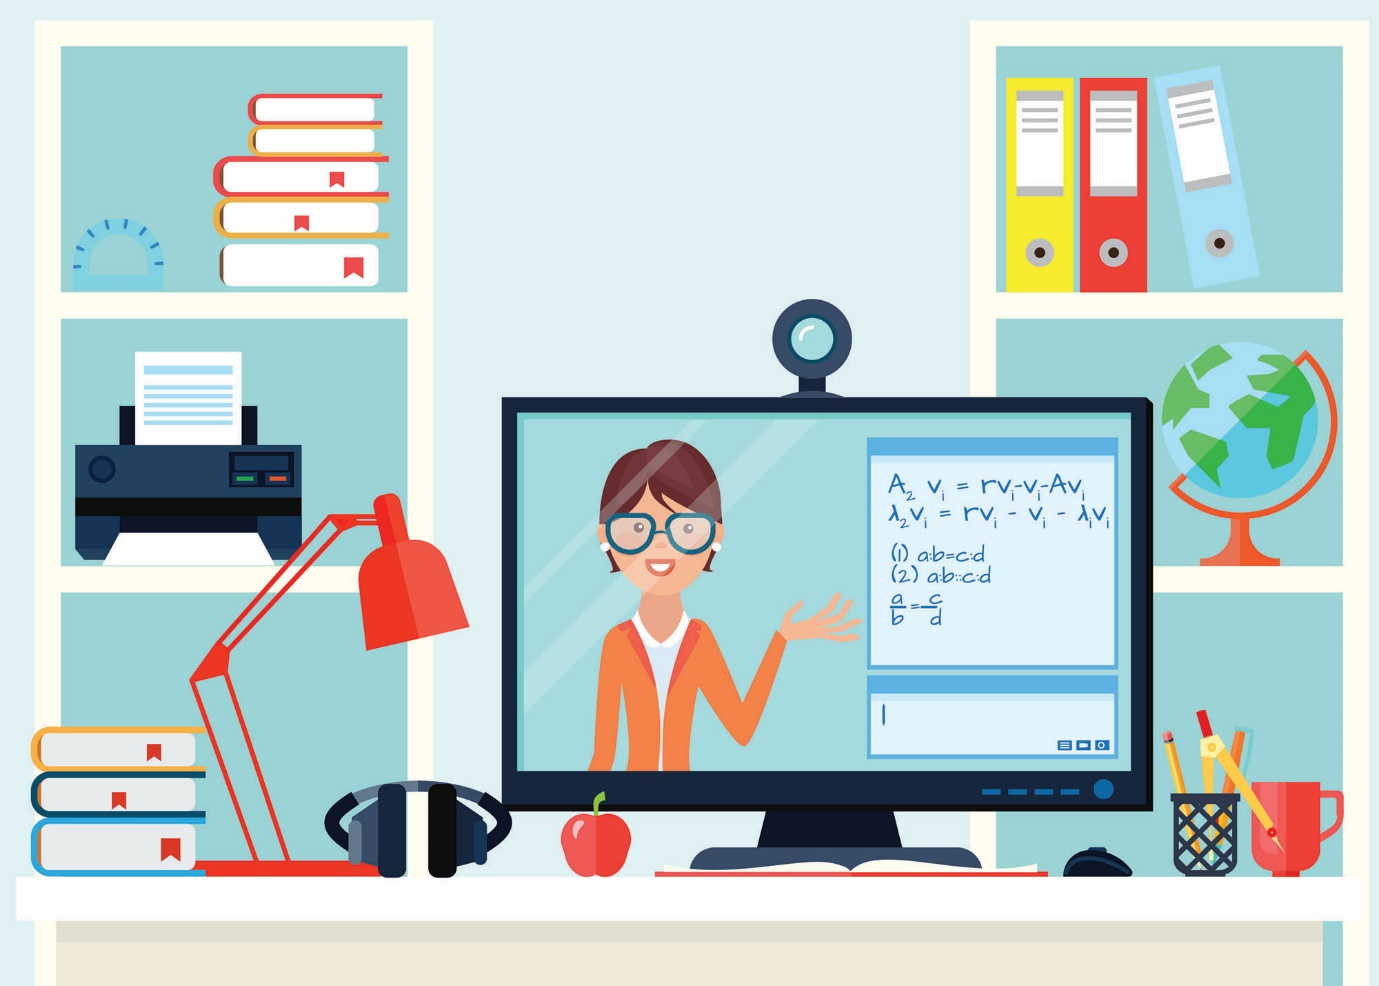 A₂ vᵢ = rvᵢ-vᵢ-Avᵢ
λ₂vᵢ = rvᵢ - vᵢ - λᵢvᵢ
(1) a:b=c:d
(2) a:b::c:d
a/b = c/d